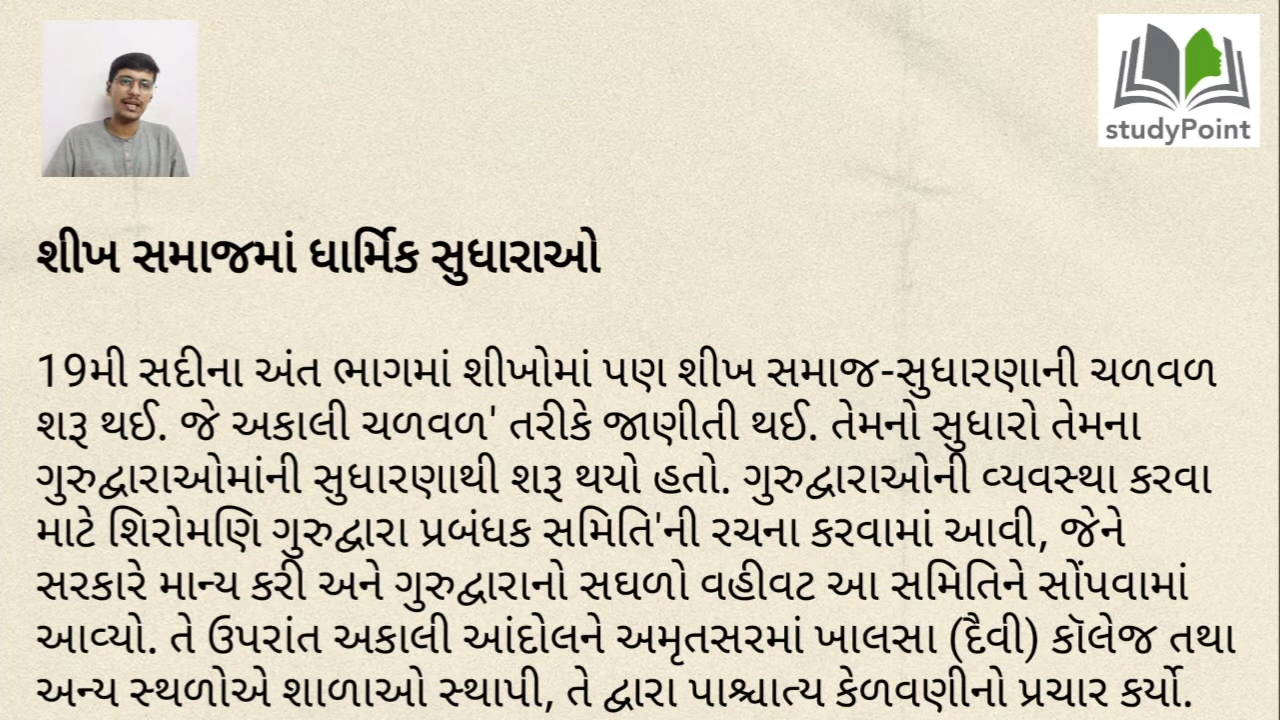 studyPoint
શીખ સમાજમાં ધાર્મિક સુધારાઓ
19મી સદીના અંત ભાગમાં શીખોમાં પણ શીખ સમાજ-સુધારણાની ચળવળ
શરૂ થઈ. જે અકાલી ચળવળ' તરીકે જાણીતી થઈ. તેમનો સુધારો તેમના
ગુરુદ્વારાઓમાંની સુધારણાથી શરૂ થયો હતો. ગુરુદ્વારાઓની વ્યવસ્થા કરવા
માટે શિરોમણિ ગુરુદ્વારા પ્રબંધક સમિતિ'ની રચના કરવામાં આવી, જેને
સરકારે માન્ય કરી અને ગુરુદ્વારાનો સઘળો વહીવટ આ સમિતિને સોંપવામાં
આવ્યો. તે ઉપરાંત અકાલી આંદોલને અમૃતસરમાં ખાલસા (દૈવી) કૉલેજ તથા
અન્ય સ્થળોએ શાળાઓ સ્થાપી, તે દ્વારા પાશ્ચાત્ય કેળવણીનો પ્રચાર કર્યો.